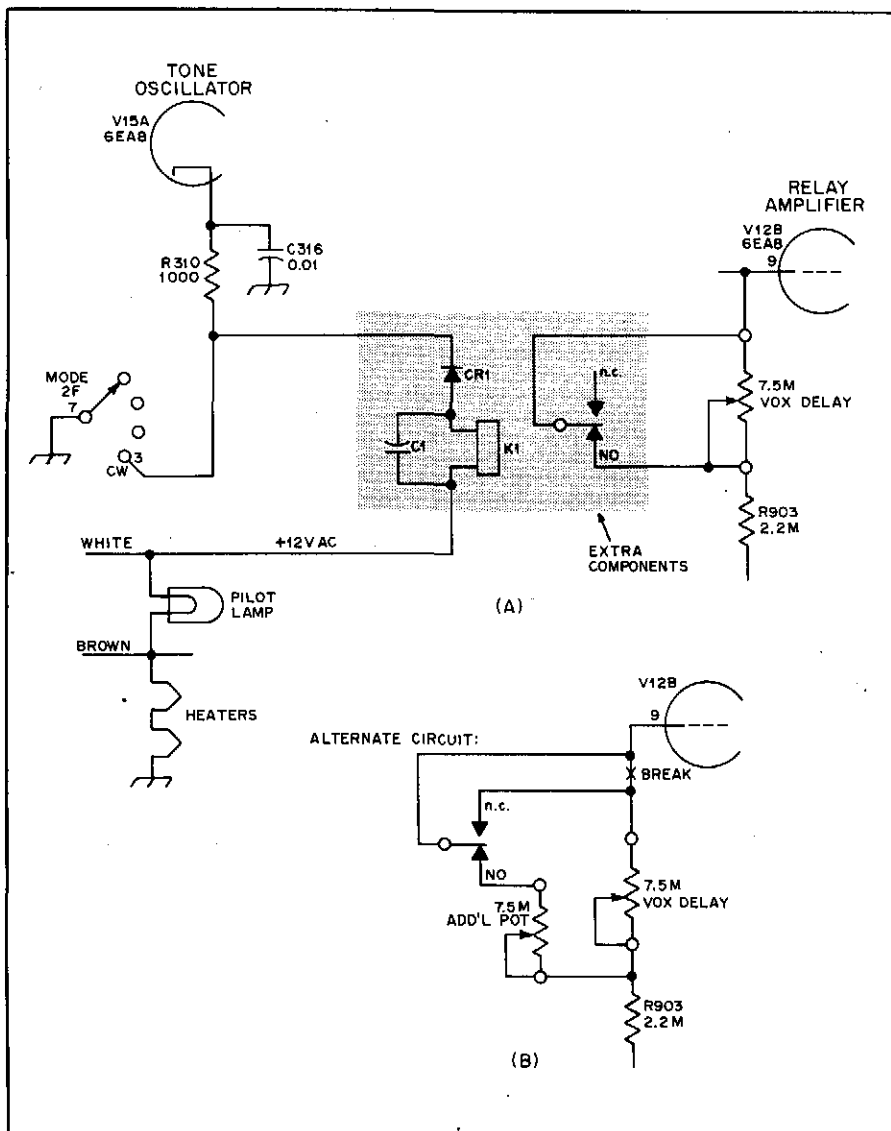 TONE
OSCILLATOR
V15A
6EA8
C316
0.01
R310
1000
RELAY
AMPLIFIER
V12B
6EA8
9
MODE
2F
7
CW
3
CR1
C1
K1
n.c.
NO
7.5M
VOX DELAY
R903
2.2M
EXTRA
COMPONENTS
WHITE
+12V AC
PILOT
LAMP
BROWN
HEATERS
(A)
ALTERNATE CIRCUIT:
V12B
9
BREAK
n.c.
NO
7.5M
ADD'L POT
7.5M
VOX DELAY
R903
2.2M
(B)